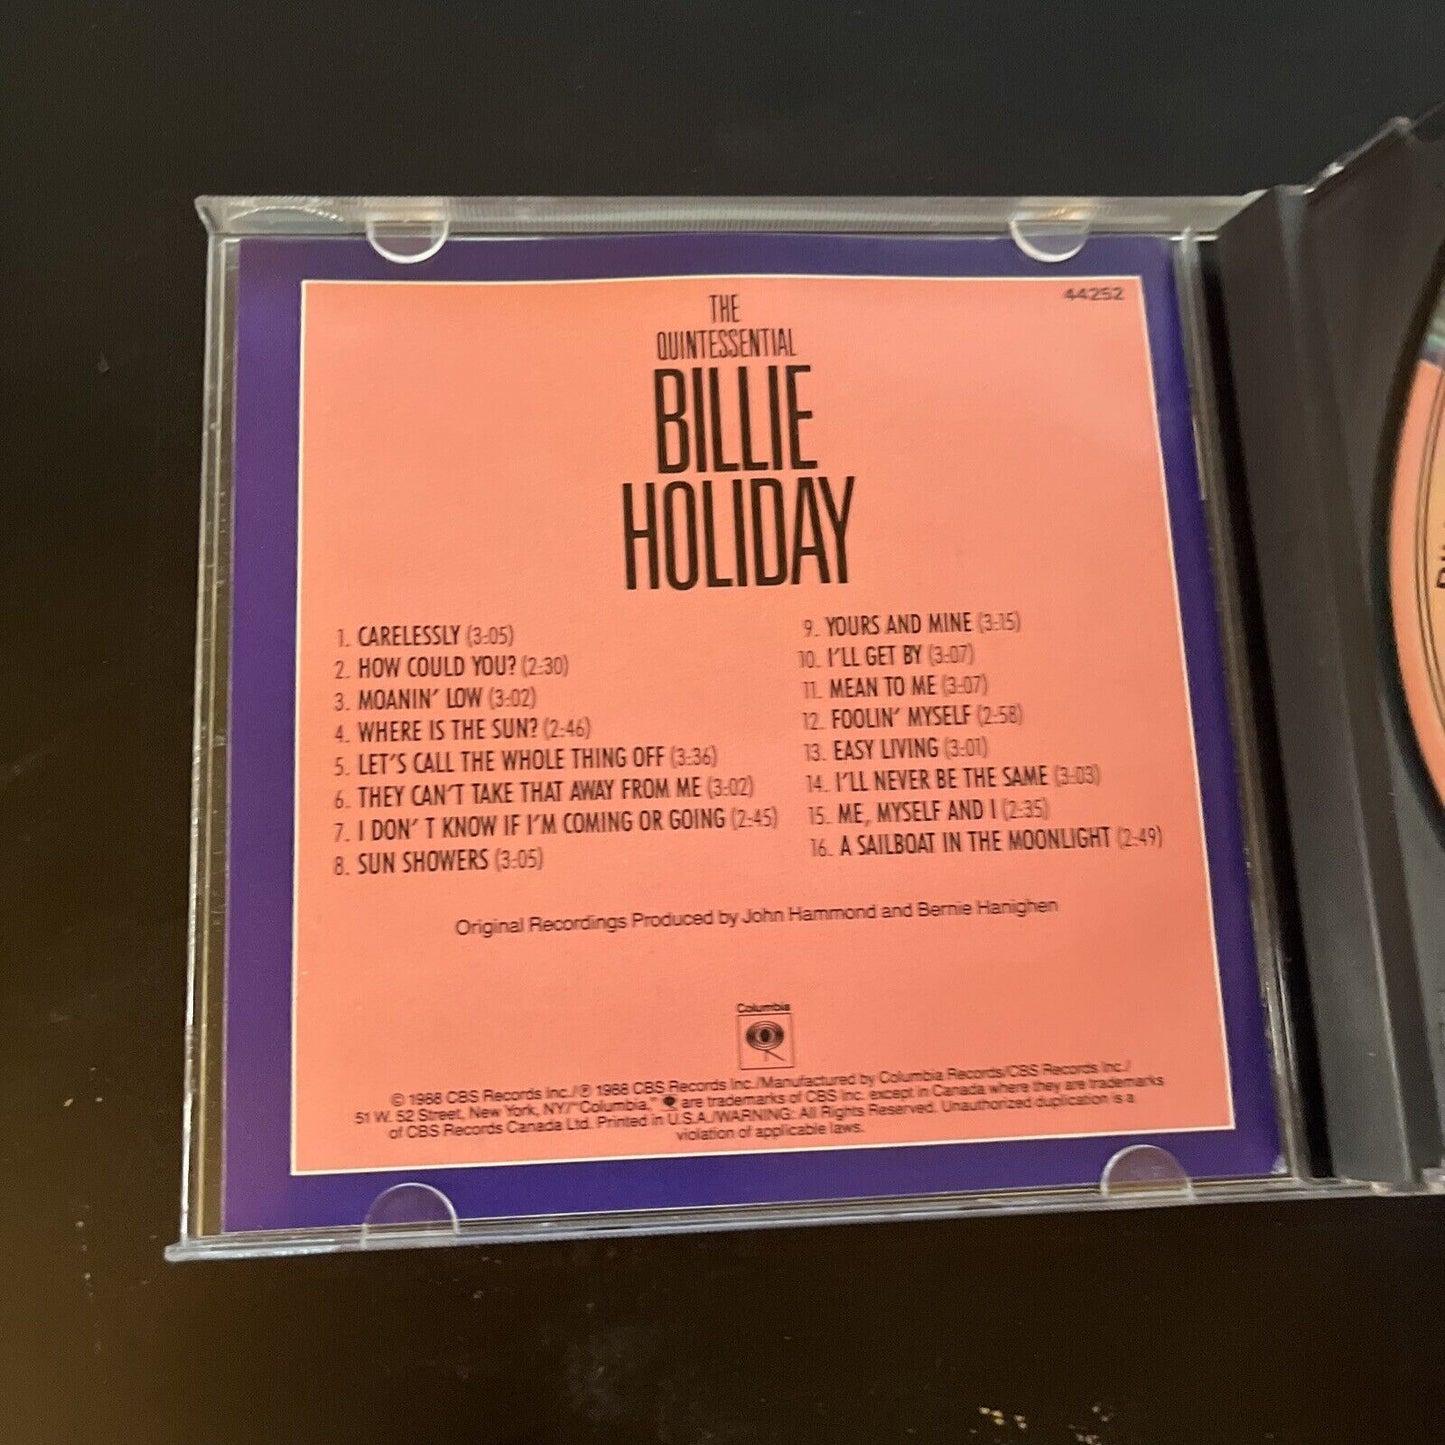 44252
THE
QUINTESSENTIAL
BILLIE
HOLIDAY
1. CARELESSLY (3:05)
2. HOW COULD YOU? (2:30)
3. MOANIN' LOW (3:02)
4. WHERE IS THE SUN? (2:46)
5. LET'S CALL THE WHOLE THING OFF (3:36)
6. THEY CAN'T TAKE THAT AWAY FROM ME (3:02)
7. I DON' T KNOW IF I'M COMING OR GOING (2:45)
8. SUN SHOWERS (3:05)
9. YOURS AND MINE (3:15)
10. I'LL GET BY (3:07)
11. MEAN TO ME (3:07)
12. FOOLIN' MYSELF (2:58)
13. EASY LIVING (3:01)
14. I'LL NEVER BE THE SAME (3:03)
15. ME, MYSELF AND I (2:35)
16. A SAILBOAT IN THE MOONLIGHT (2:49)
Original Recordings Produced by John Hammond and Bernie Hanighen
Columbia
© 1988 CBS Records Inc./℗ 1988 CBS Records Inc./Manufactured by Columbia Records/CBS Records Inc./
51 W. 52 Street, New York, NY/"Columbia," are trademarks of CBS Inc. except in Canada where they are trademarks
of CBS Records Canada Ltd. Printed in U.S.A./WARNING: All Rights Reserved. Unauthorized duplication is a
violation of applicable laws.